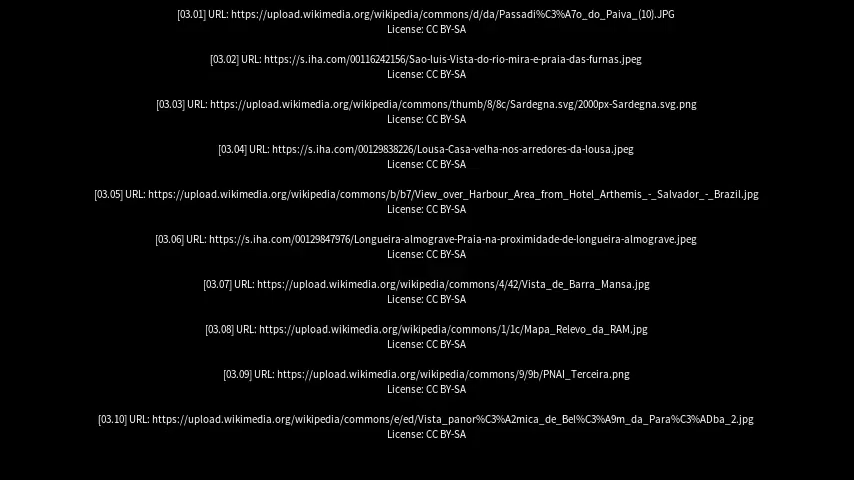 [03.01] URL: https://upload.wikimedia.org/wikipedia/commons/d/da/Passadi%C3%A7o_do_Paiva_(10).JPG
License: CC BY-SA
[03.02] URL: https://s.iha.com/00116242156/Sao-luis-Vista-do-rio-mira-e-praia-das-furnas.jpeg
License: CC BY-SA
[03.03] URL: https://upload.wikimedia.org/wikipedia/commons/thumb/8/8c/Sardegna.svg/2000px-Sardegna.svg.png
License: CC BY-SA
[03.04] URL: https://s.iha.com/00129838226/Lousa-Casa-velha-nos-arredores-da-lousa.jpeg
License: CC BY-SA
[03.05] URL: https://upload.wikimedia.org/wikipedia/commons/b/b7/View_over_Harbour_Area_from_Hotel_Arthemis_-_Salvador_-_Brazil.jpg
License: CC BY-SA
[03.06] URL: https://s.iha.com/00129847976/Longueira-almograve-Praia-na-proximidade-de-longueira-almograve.jpeg
License: CC BY-SA
[03.07] URL: https://upload.wikimedia.org/wikipedia/commons/4/42/Vista_de_Barra_Mansa.jpg
License: CC BY-SA
[03.08] URL: https://upload.wikimedia.org/wikipedia/commons/1/1c/Mapa_Relevo_da_RAM.jpg
License: CC BY-SA
[03.09] URL: https://upload.wikimedia.org/wikipedia/commons/9/9b/PNAI_Terceira.png
License: CC BY-SA
[03.10] URL: https://upload.wikimedia.org/wikipedia/commons/e/ed/Vista_panor%C3%A2mica_de_Bel%C3%A9m_da_Para%C3%ADba_2.jpg
License: CC BY-SA